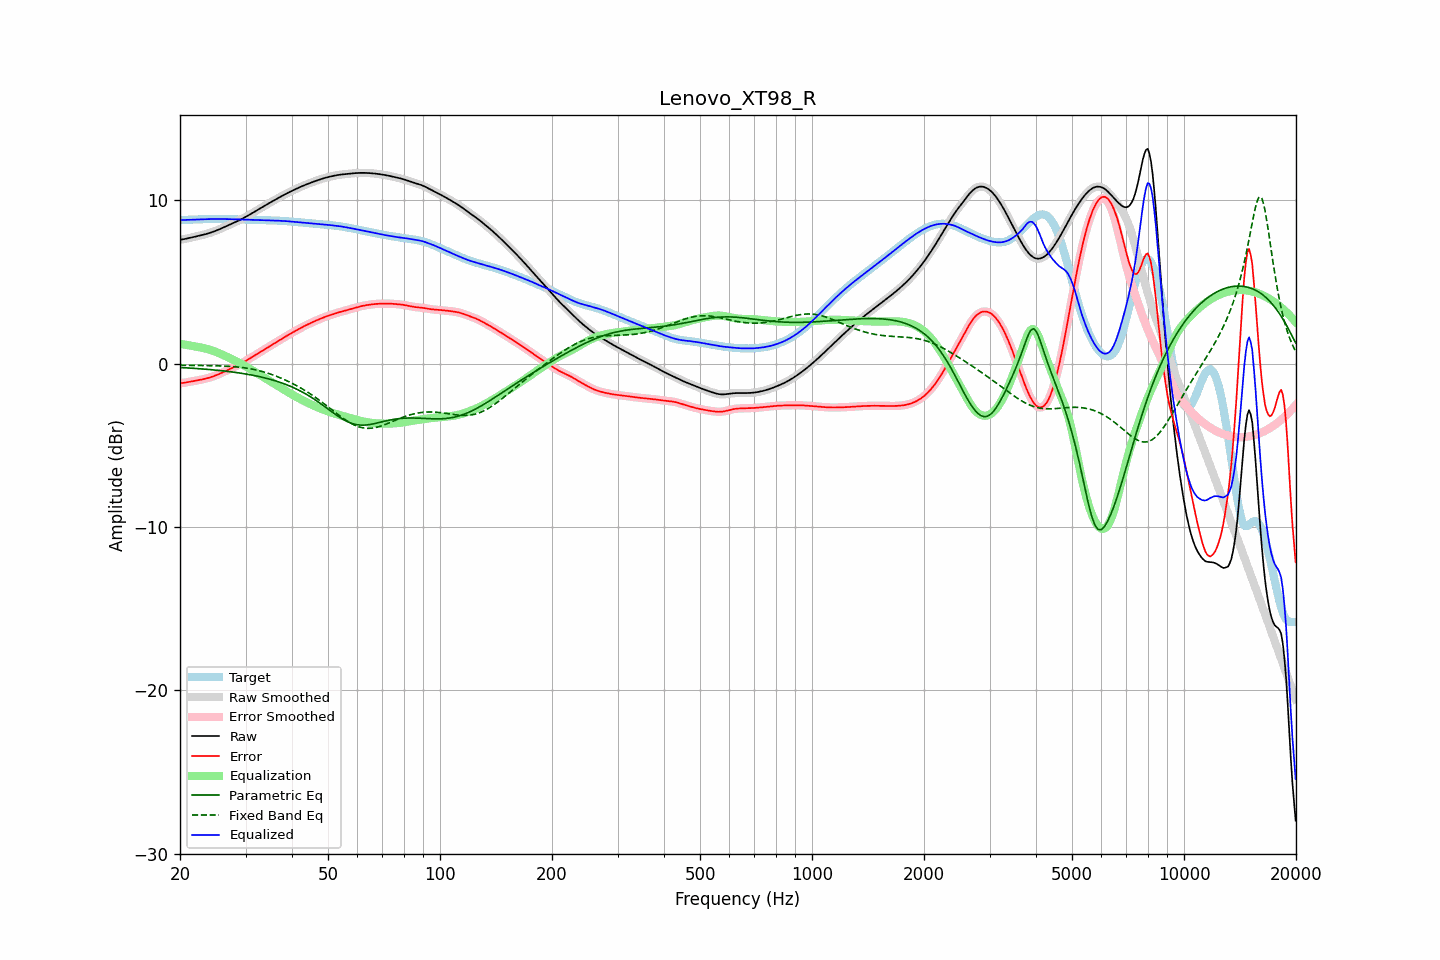 Lenovo_XT98_R
Amplitude (dBr)
10
0
−10
−20
−30
Target
Raw Smoothed
Error Smoothed
Raw
Error
Equalization
Parametric Eq
Fixed Band Eq
Equalized
20 50 100 200 500 1000 2000 5000 10000 20000
Frequency (Hz)